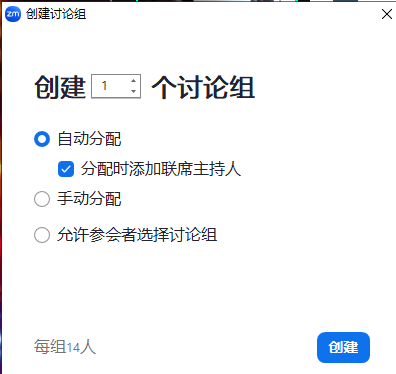 zm 创建讨论组
创建 1 个讨论组
自动分配
分配时添加联席主持人
手动分配
允许参会者选择讨论组
每组14人
创建